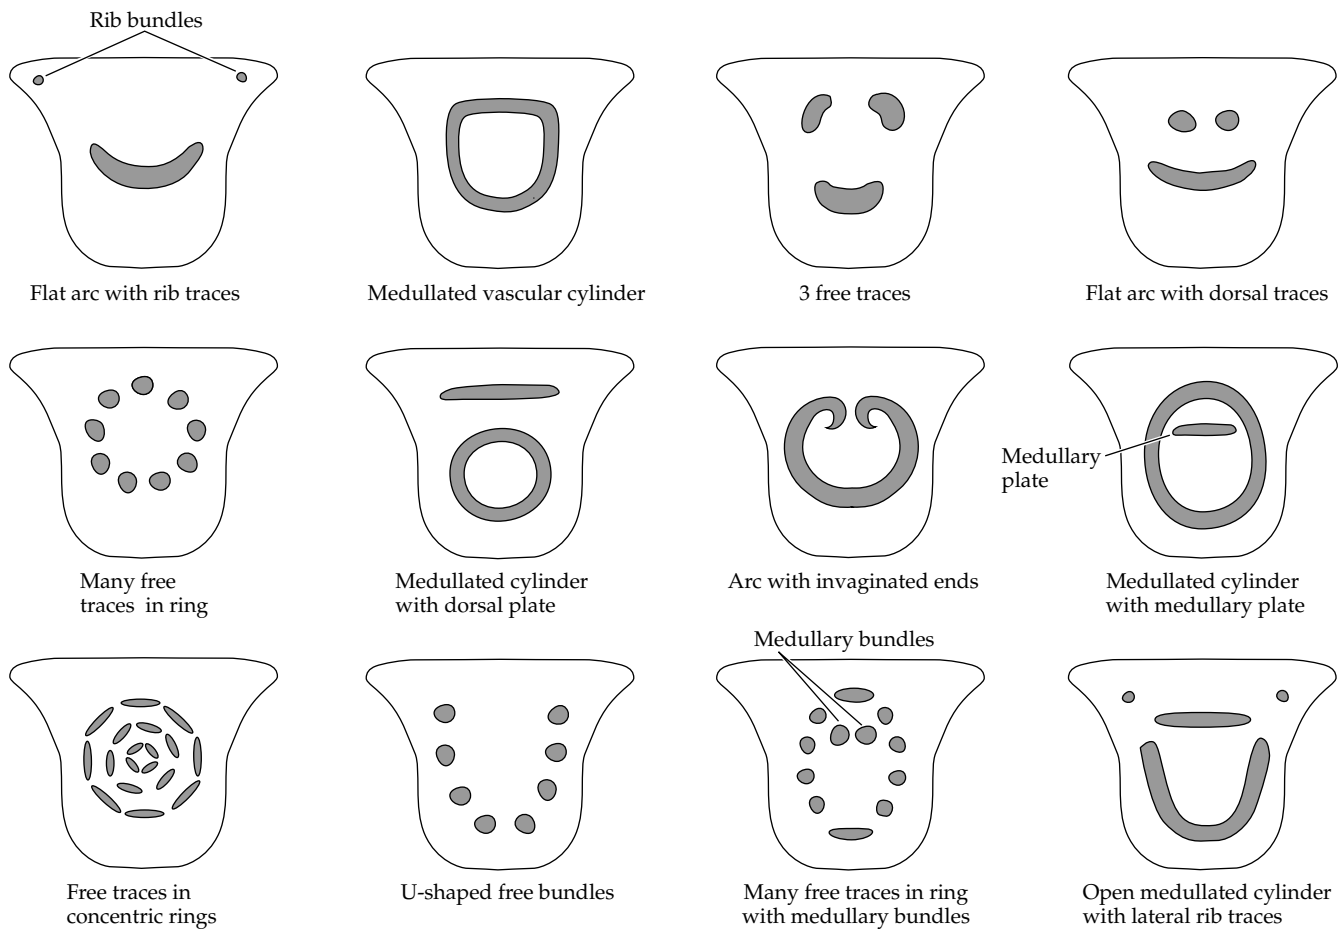 Rib bundles
Flat arc with rib traces
Medullated vascular cylinder
3 free traces
Flat arc with dorsal traces
Many free
traces in ring
Medullated cylinder
with dorsal plate
Arc with invaginated ends
Medullary
plate
Medullated cylinder
with medullary plate
Free traces in
concentric rings
U-shaped free bundles
Medullary bundles
Many free traces in ring
with medullary bundles
Open medullated cylinder
with lateral rib traces